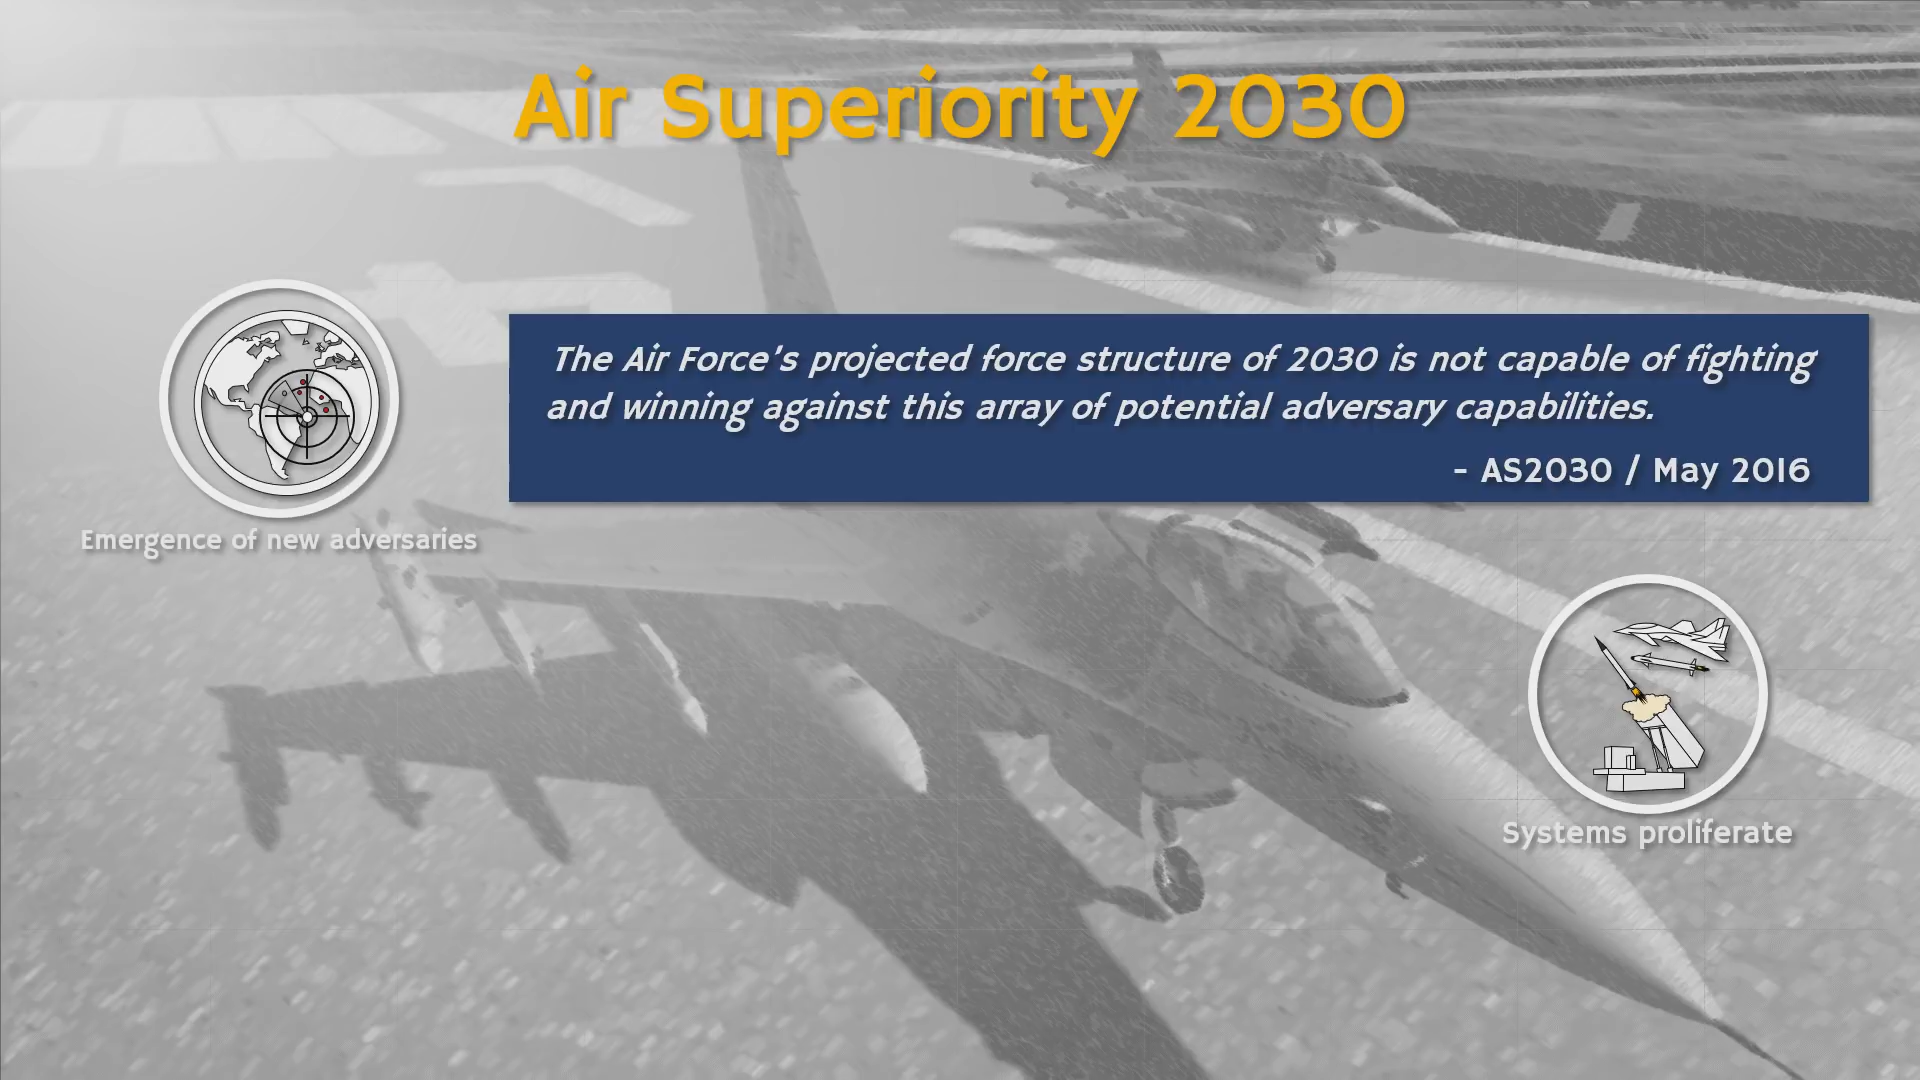 Air Superiority 2030
The Air Force's projected force structure of 2030 is not capable of fighting
and winning against this array of potential adversary capabilities.
- AS2030 / May 2016
Emergence of new adversaries
Systems proliferate